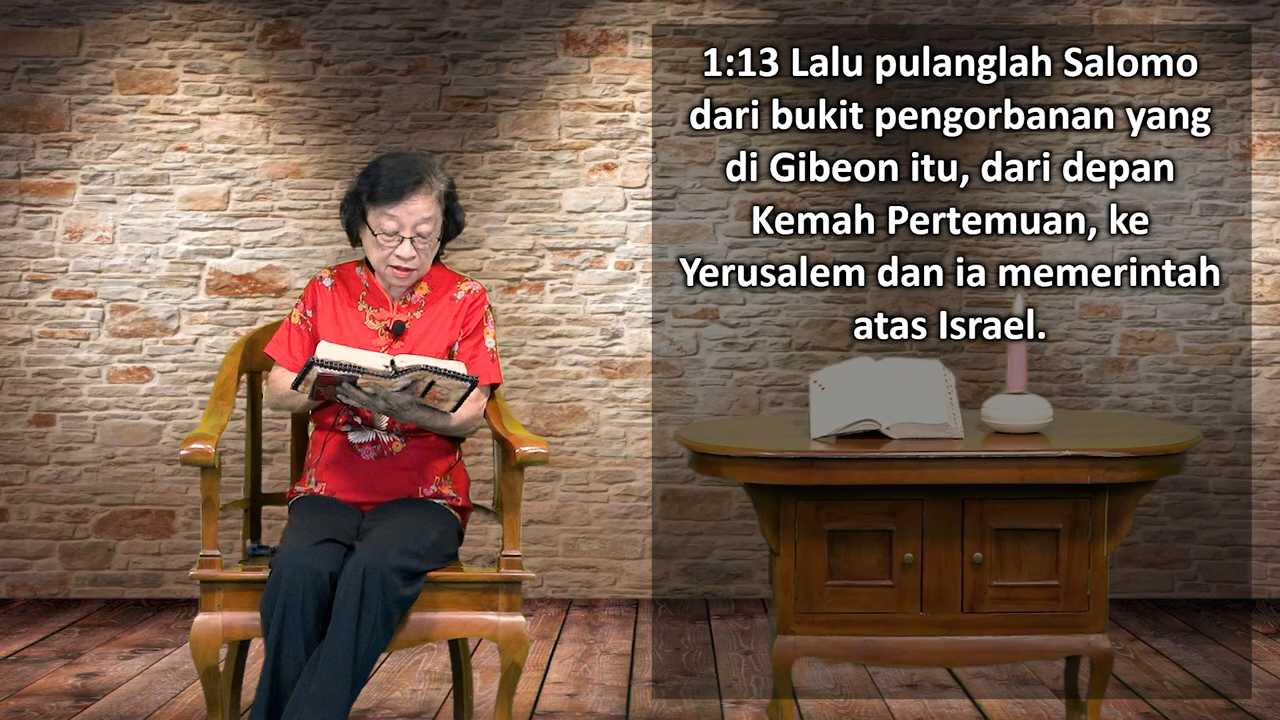 1:13 Lalu pulanglah Salomo
dari bukit pengorbanan yang
di Gibeon itu, dari depan
Kemah Pertemuan, ke
Yerusalem dan ia memerintah
atas Israel.